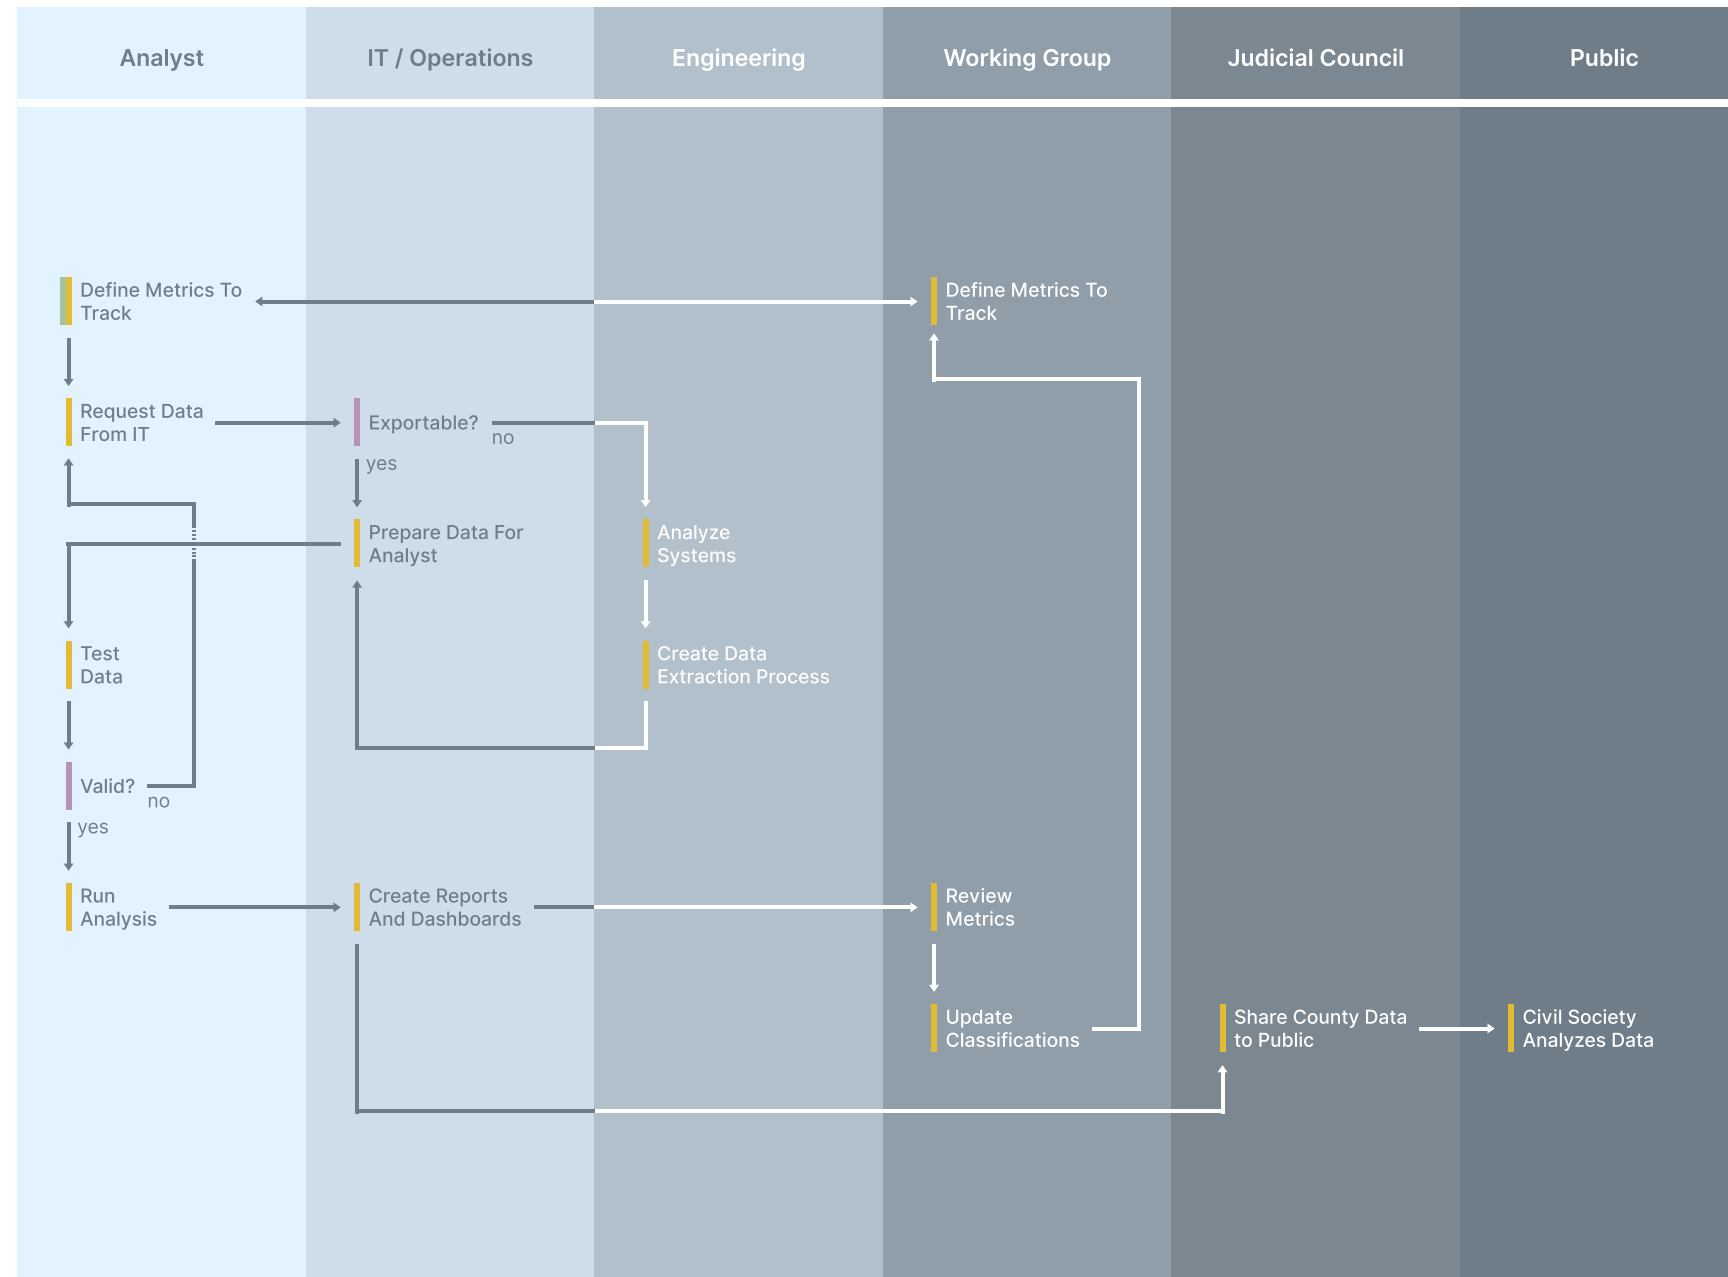 Analyst
IT / Operations
Engineering
Working Group
Judicial Council
Public
Define Metrics To
Track
Define Metrics To
Track
Request Data
From IT
Exportable?
no
yes
Prepare Data For
Analyst
Analyze
Systems
Test
Data
Create Data
Extraction Process
Valid?
no
yes
Run
Analysis
Create Reports
And Dashboards
Review
Metrics
Update
Classifications
Share County Data
to Public
Civil Society
Analyzes Data